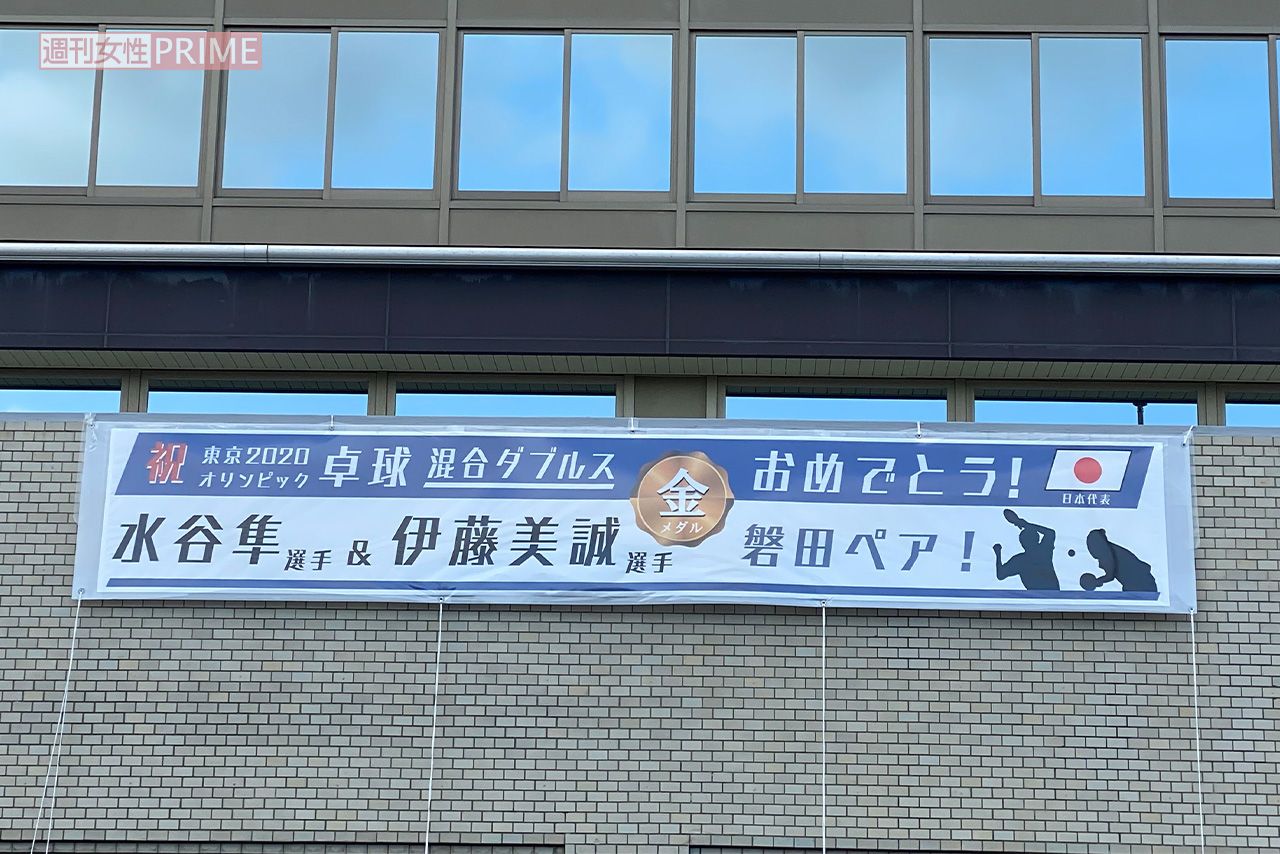 週刊女性PRIME
祝 東京2020 オリンピック 卓球 混合ダブルス 金メダル おめでとう!
日本代表
水谷隼選手 & 伊藤美誠選手 磐田ペア!